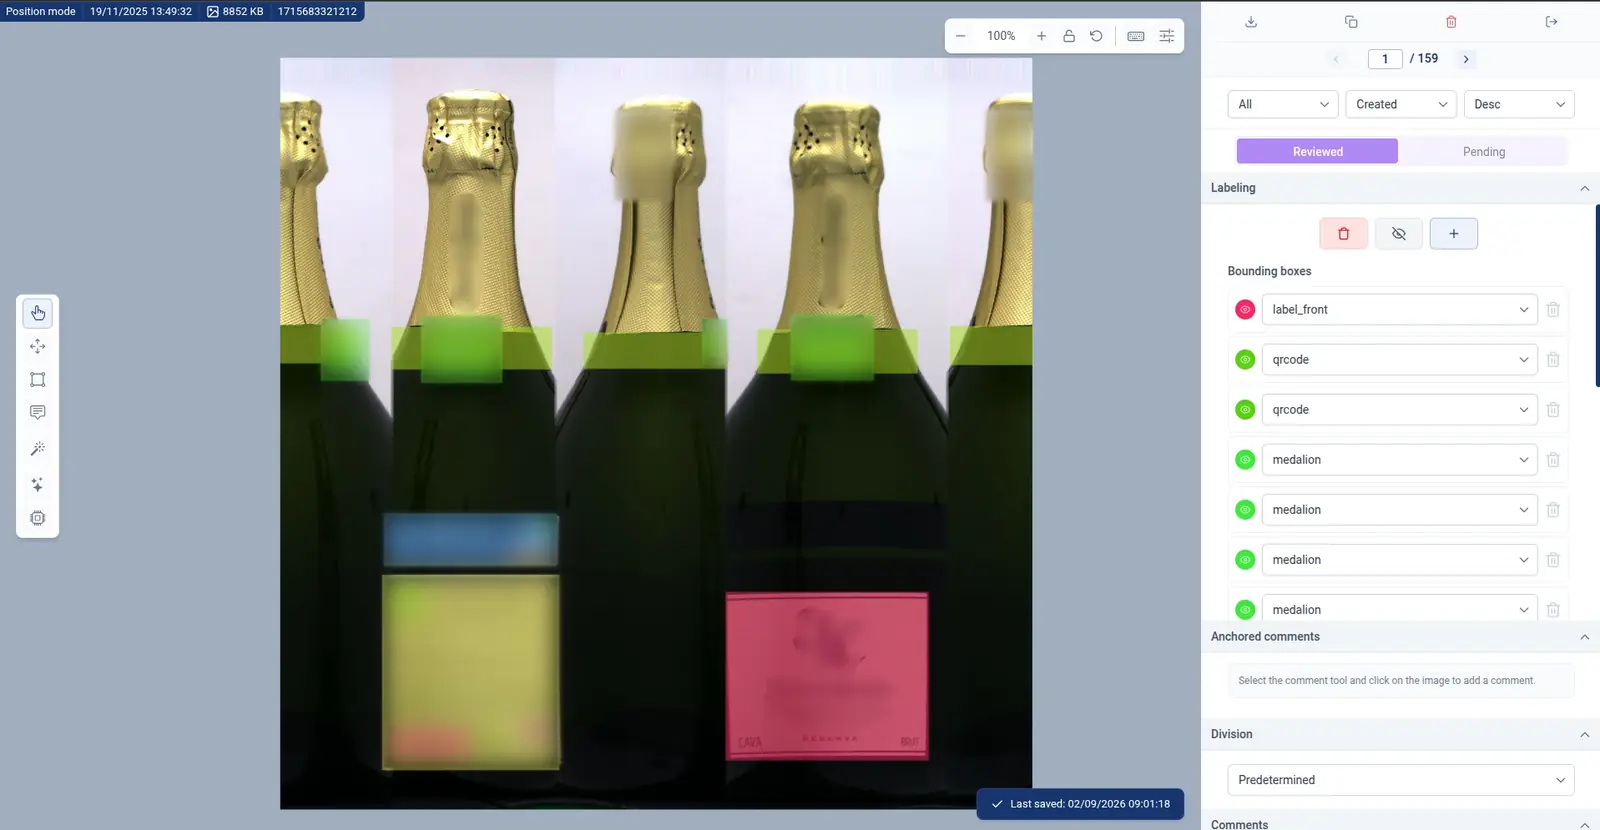 Position mode 19/11/2025 13:49:32 8852 KB 1715683321212
100%
1 / 159
All Created Desc
Reviewed Pending
Labeling
Bounding boxes
label_front
qrcode
qrcode
medalion
medalion
medalion
medalion
Anchored comments
Select the comment tool and click on the image to add a comment.
Division
Predetermined
Comments
CAVA RESERVA BRUT
Last saved: 02/09/2026 09:01:18